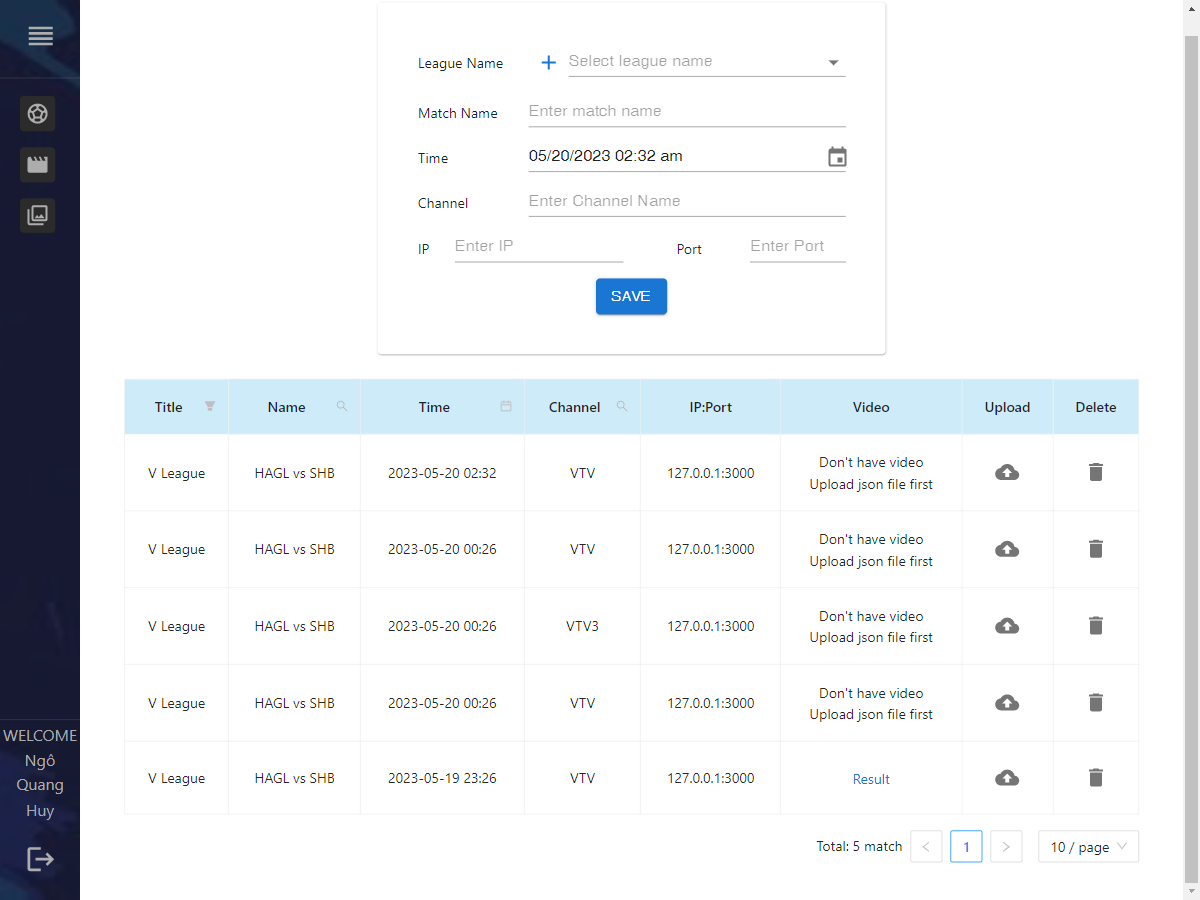 League Name + Select league name
Match Name Enter match name
Time 05/20/2023 02:32 am
Channel Enter Channel Name
IP Enter IP Port Enter Port
SAVE
Title Name Time Channel IP:Port Video Upload Delete
V League HAGL vs SHB 2023-05-20 02:32 VTV 127.0.0.1:3000 Don't have video
Upload json file first
V League HAGL vs SHB 2023-05-20 00:26 VTV 127.0.0.1:3000 Don't have video
Upload json file first
V League HAGL vs SHB 2023-05-20 00:26 VTV3 127.0.0.1:3000 Don't have video
Upload json file first
V League HAGL vs SHB 2023-05-20 00:26 VTV 127.0.0.1:3000 Don't have video
Upload json file first
V League HAGL vs SHB 2023-05-19 23:26 VTV 127.0.0.1:3000 Result
Total: 5 match < 1 > 10 / page
WELCOME
Ngô
Quang
Huy